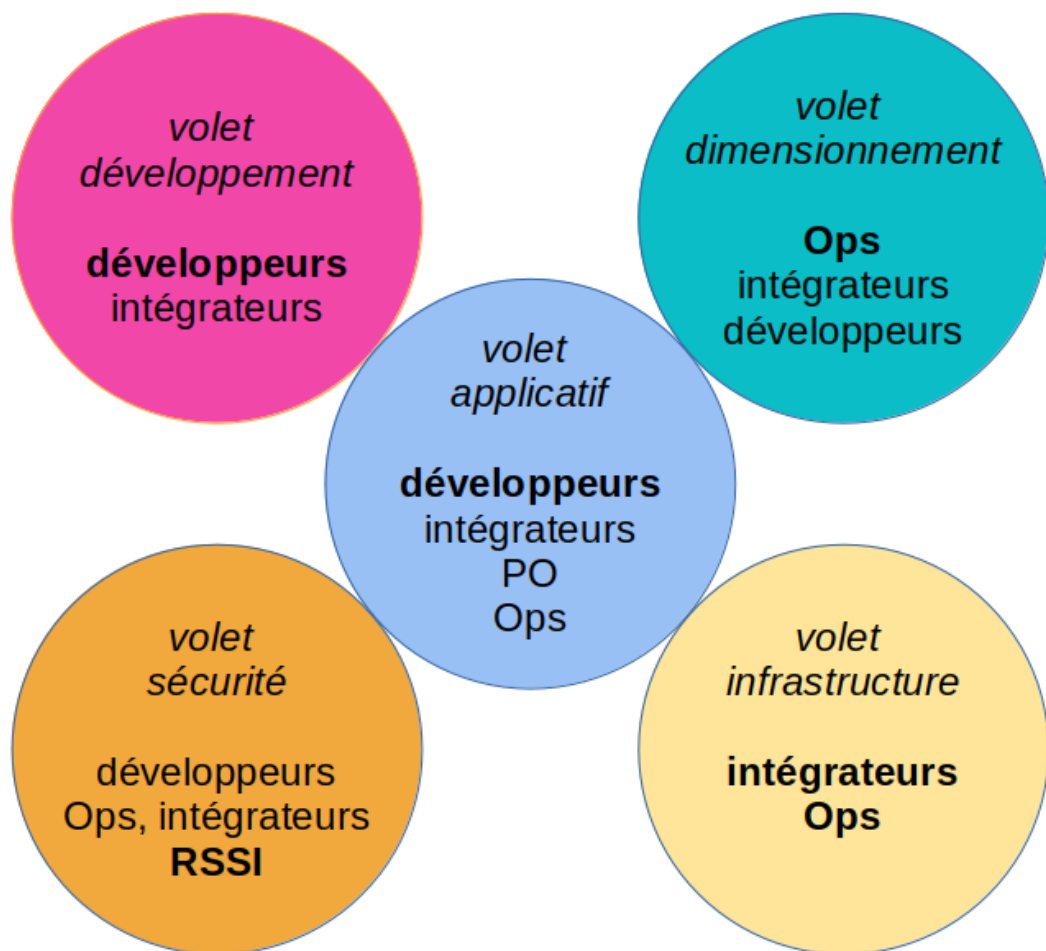 volet
développement
développeurs
intégrateurs
volet
dimensionnement
Ops
intégrateurs
développeurs
volet
applicatif
développeurs
intégrateurs
PO
Ops
volet
sécurité
développeurs
Ops, intégrateurs
RSSI
volet
infrastructure
intégrateurs
Ops